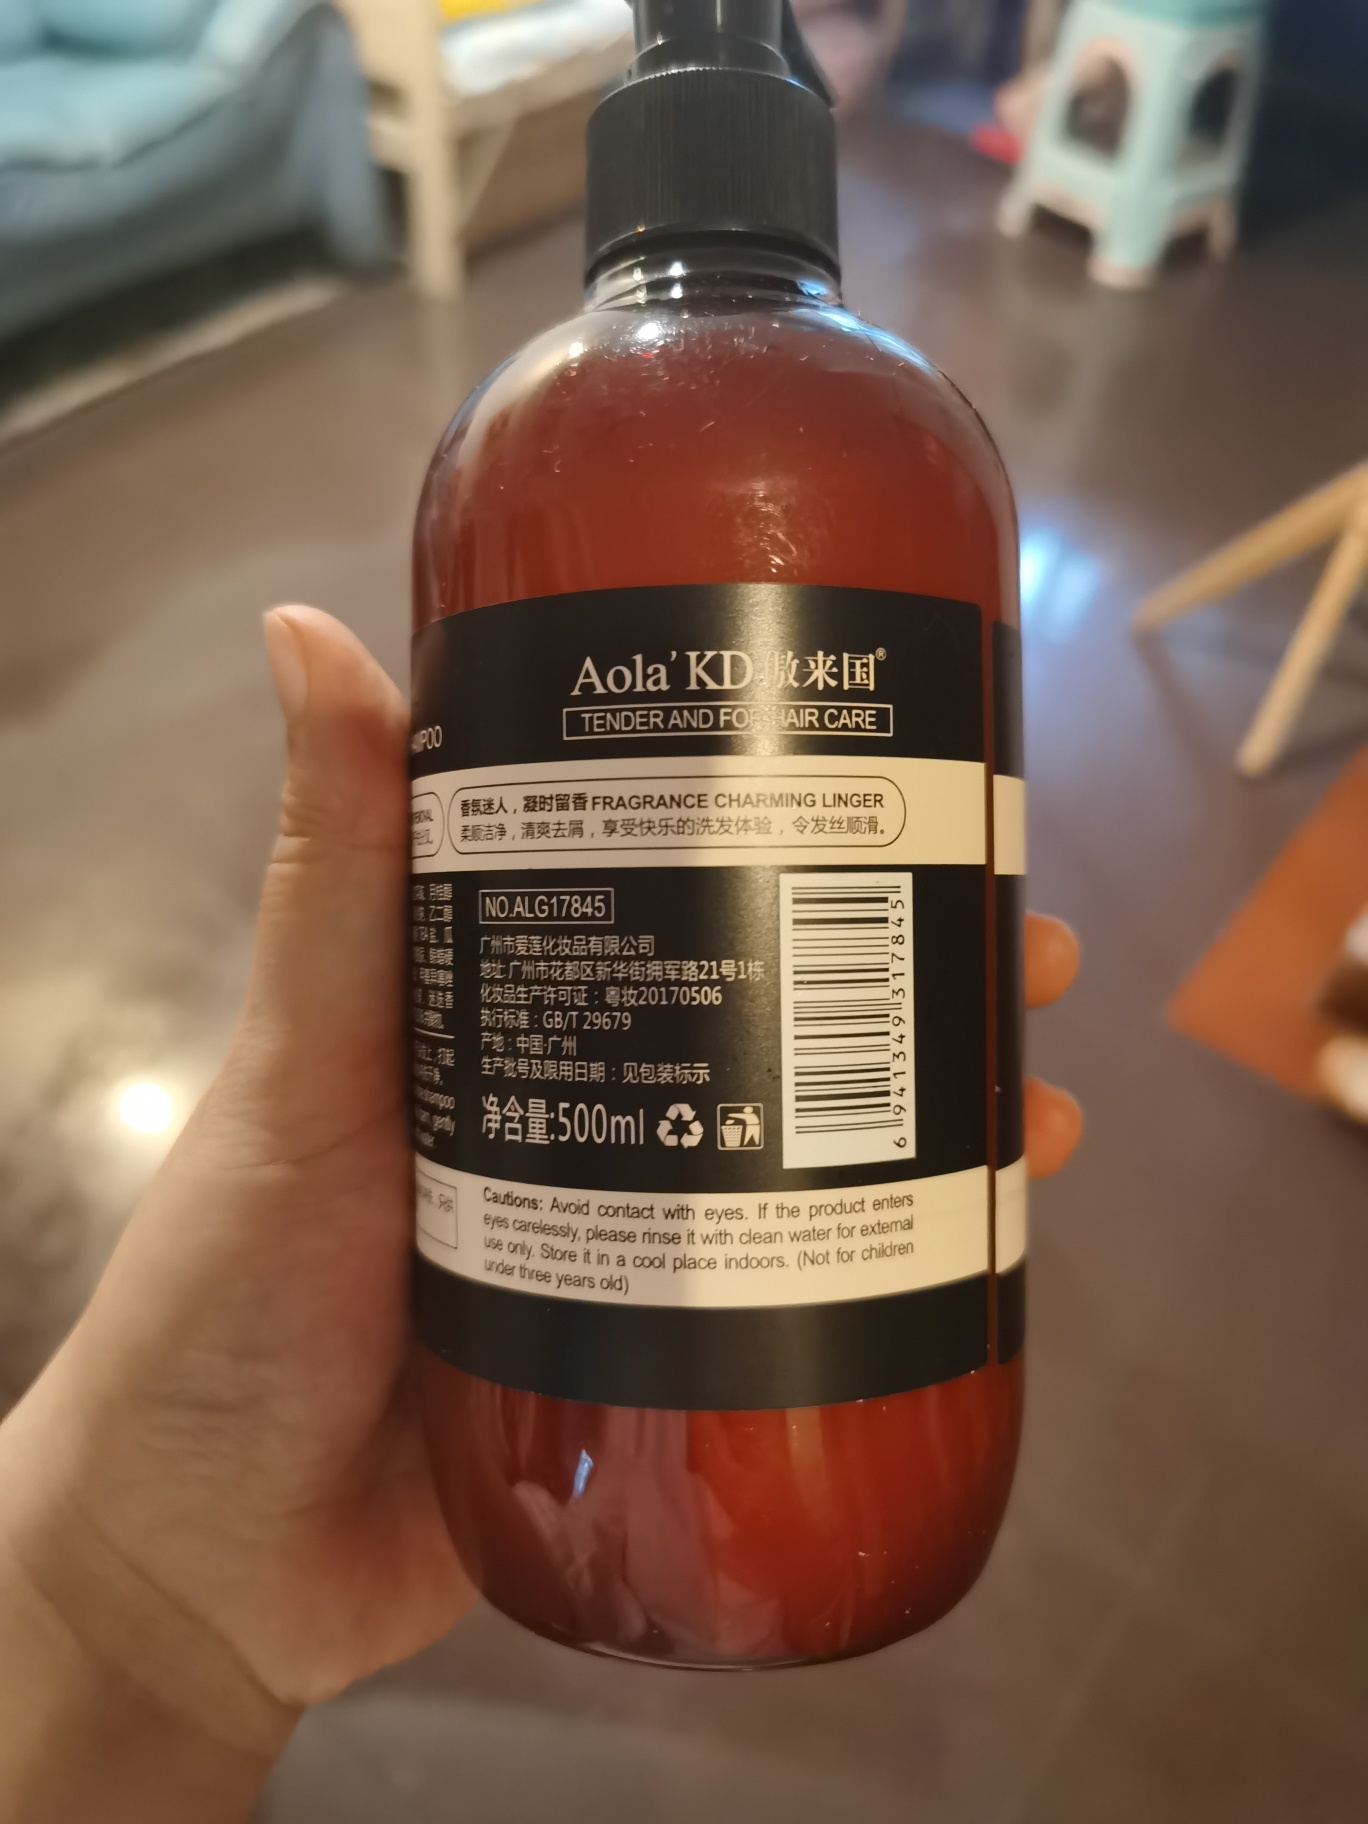 Aola' KD 傲来国®
TENDER AND FOR HAIR CARE
香氛迷人，凝时留香 FRAGRANCE CHARMING LINGER
柔顺洁净，清爽去屑，享受快乐的洗发体验，令发丝顺滑。
NO.ALG17845
广州市爱莲化妆品有限公司
地址:广州市花都区新华街拥军路21号1栋
化妆品生产许可证：粤妆20170506
执行标准：GB/T 29679
产地：中国·广州
生产批号及限用日期：见包装标示
净含量:500ml
6 941349 317845
Cautions: Avoid contact with eyes. If the product enters
eyes carelessly, please rinse it with clean water for external
use only. Store it in a cool place indoors. (Not for children
under three years old)